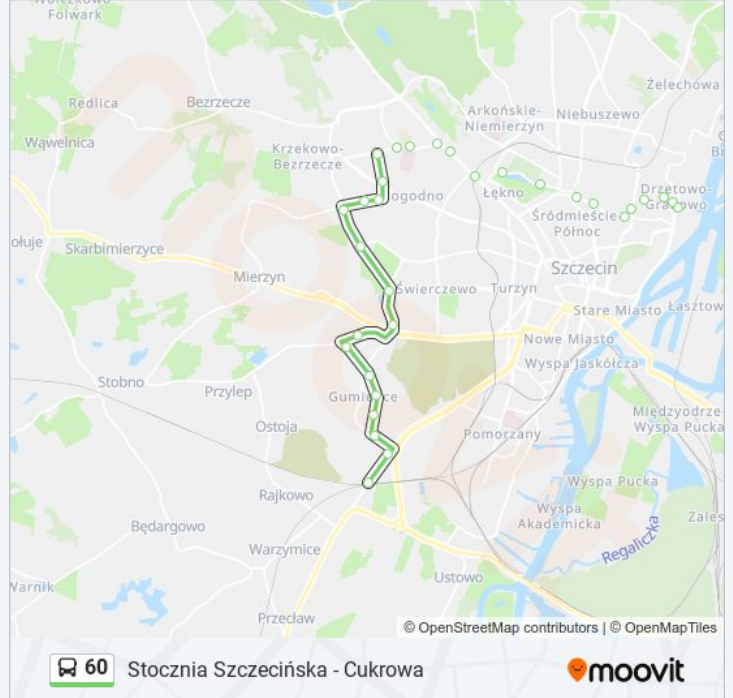 Wołczkowo-
Folwark
Żelechowa
Redlica
Bezrzecze
Arkońskie-
Niemierzyn
Niebuszewo
Wąwelnica
Krzekowo-
Bezrzecze
ogodno
Łękno
Drzetowo-
Grabowo
Śródmieście
Północ
ołuje
Skarbimierzyce
Mierzyn
Szczecin
Świerczewo
Turzyn
Stare Miasto
Łasztow
Nowe Miasto
Wyspa Jaskółcza
Stobno
Przylep
Gumieńce
Międzyodrze-
Wyspa Pucka
Ostoja
Pomorzany
Wyspa Pucka
Rajkowo
Wyspa
Akademicka
Zales
Będargowo
Regaliczka
Warzymice
Ustowo
Warnik
Przecław
© OpenStreetMap contributors | © OpenMapTiles
60 Stocznia Szczecińska - Cukrowa
moovit